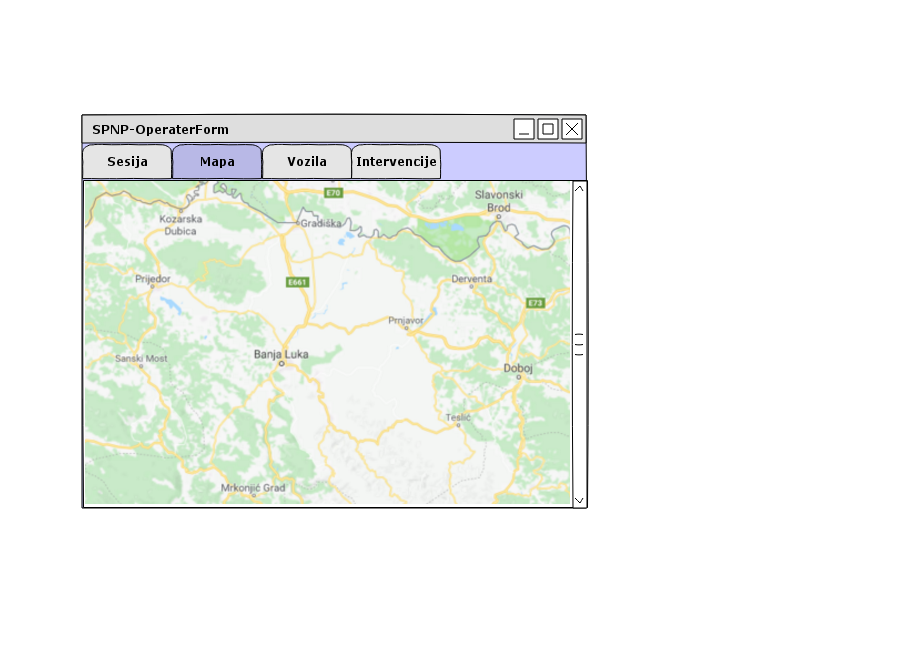 SPNP-OperaterForm
Sesija Mapa Vozila Intervencije
E70
Slavonski
Brod
Kozarska
Dubica
Gradiška
Prijedor
E661
Derventa
E73
Prnjavor
Banja Luka
Sanski Most
Doboj
Teslić
Mrkonjić Grad